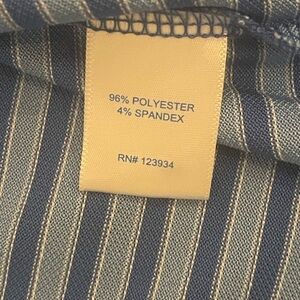 96% POLYESTER
4% SPANDEX
RN# 123934